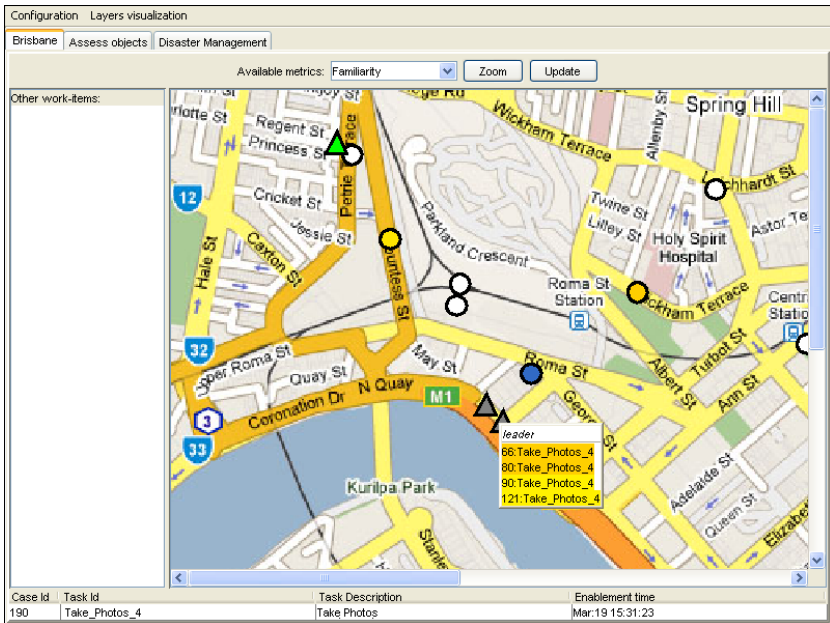 Configuration Layers visualization
Brisbane Assess objects Disaster Management
Available metrics: Familiarity Zoom Update
Other work-items:
Spring Hill
Regent St
Princess S
Wickham Terrace
Allenby St
Petrie
12
Cricket St
Jessie St
Hale St
Caxton St
Parkland Crescent
Twine St
Lilley St
Holy Spirit
Hospital
Astor Te
Roma St
Station
32
Upper Roma St
Quay St
May St
Roma St
Albert St
Turbot St
Ann St
M1
N Quay
Coronation Dr
3
33
leader
66:Take_Photos_4
80:Take_Photos_4
90:Take_Photos_4
121:Take_Photos_4
Kurilpa Park
Adelaide St
Queen St
Case Id Task Id Task Description Enablement time
190 Take_Photos_4 Take Photos Mar:19 15:31:23